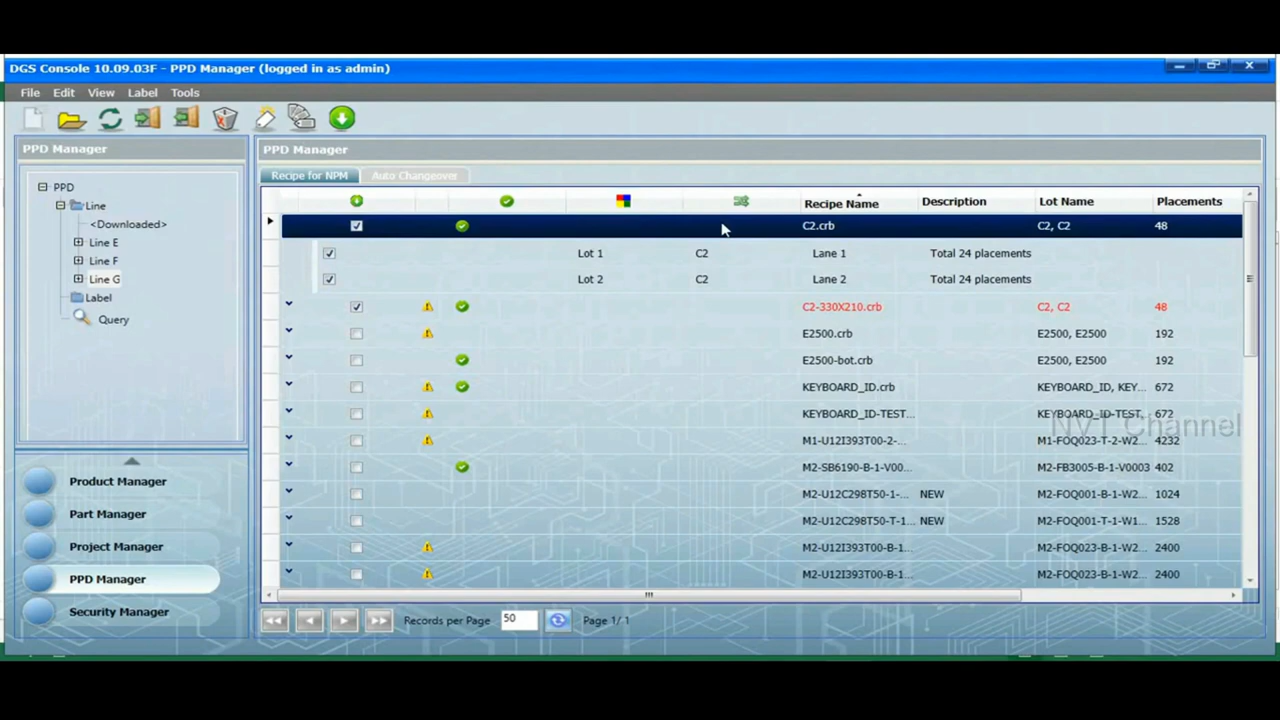 DGS Console 10.09.03F - PPD Manager (logged in as admin)
File Edit View Label Tools
PPD Manager
PPD
Line
<Downloaded>
Line E
Line F
Line G
Label
Query
Product Manager
Part Manager
Project Manager
PPD Manager
Security Manager
PPD Manager
Recipe for NPM Auto Changeover
Recipe Name Description Lot Name Placements
C2.crb C2, C2 48
Lot 1 C2 Lane 1 Total 24 placements
Lot 2 C2 Lane 2 Total 24 placements
C2-330X210.crb C2, C2 48
E2500.crb E2500, E2500 192
E2500-bot.crb E2500, E2500 192
KEYBOARD_ID.crb KEYBOARD_ID, KEY... 672
KEYBOARD_ID-TEST... KEYBOARD_ID-TEST, 672
M1-U12I393T00-2-... M1-FOQ023-T-2-W2... 4232
M2-SB6190-B-1-V00... M2-FB3005-B-1-V0003 402
M2-U12C298T50-1-... NEW M2-FOQ001-B-1-W2... 1024
M2-U12C298T50-T-1... NEW M2-FOQ001-T-1-W1... 1528
M2-U12I393T00-B-1... M2-FOQ023-B-1-W2... 2400
M2-U12I393T00-B-1... M2-FOQ023-B-1-W2... 2400
NVT Channel
Records per Page 50 Page 1/ 1